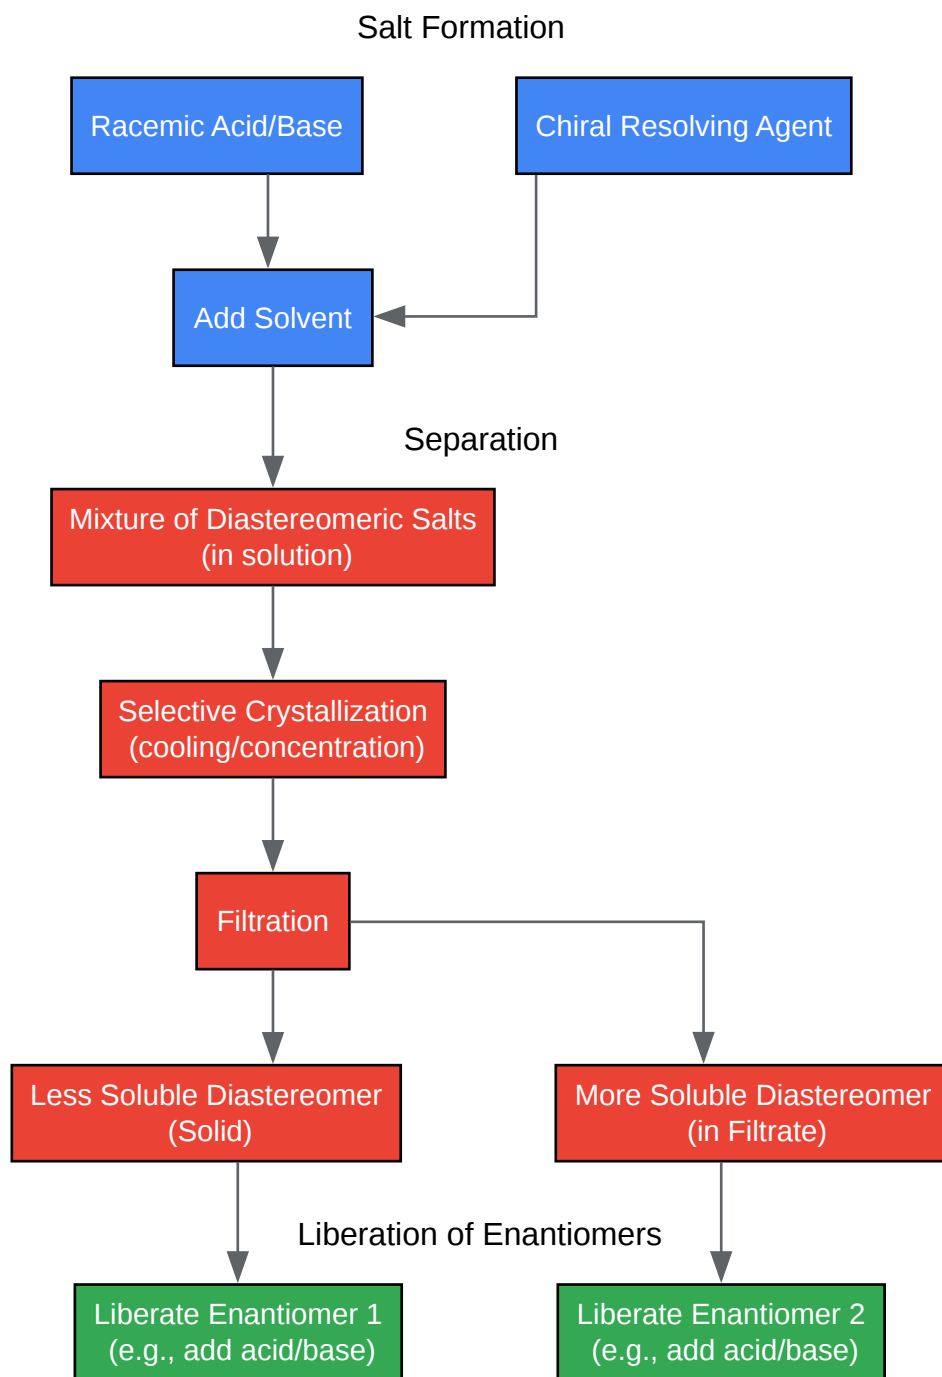 Salt Formation
Racemic Acid/Base
Chiral Resolving Agent
Add Solvent
Separation
Mixture of Diastereomeric Salts
(in solution)
Selective Crystallization
(cooling/concentration)
Filtration
Less Soluble Diastereomer
(Solid)
More Soluble Diastereomer
(in Filtrate)
Liberation of Enantiomers
Liberate Enantiomer 1
(e.g., add acid/base)
Liberate Enantiomer 2
(e.g., add acid/base)